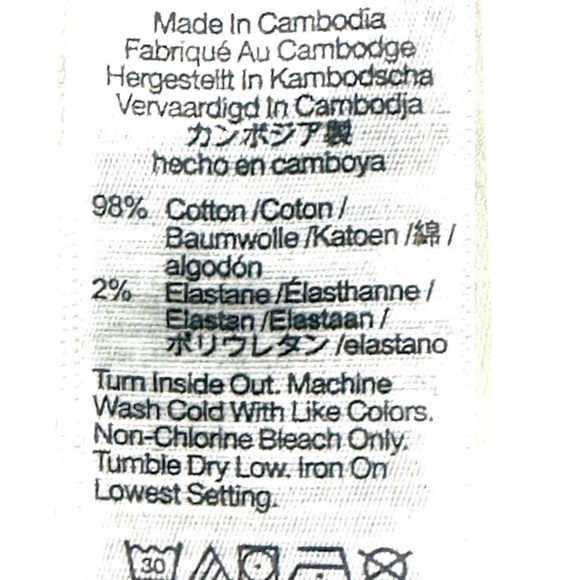 Made In Cambodia
Fabriqué Au Cambodge
Hergestellt In Kambodscha
Vervaardigd In Cambodja
カンボジア製
hecho en camboya
98% Cotton /Coton /
Baumwolle /Katoen /綿 /
algodón
2% Elastane /Élasthanne /
Elastan /Elastaan /
ポリウレタン /elastano
Turn Inside Out. Machine
Wash Cold With Like Colors.
Non-Chlorine Bleach Only.
Tumble Dry Low. Iron On
Lowest Setting.
30